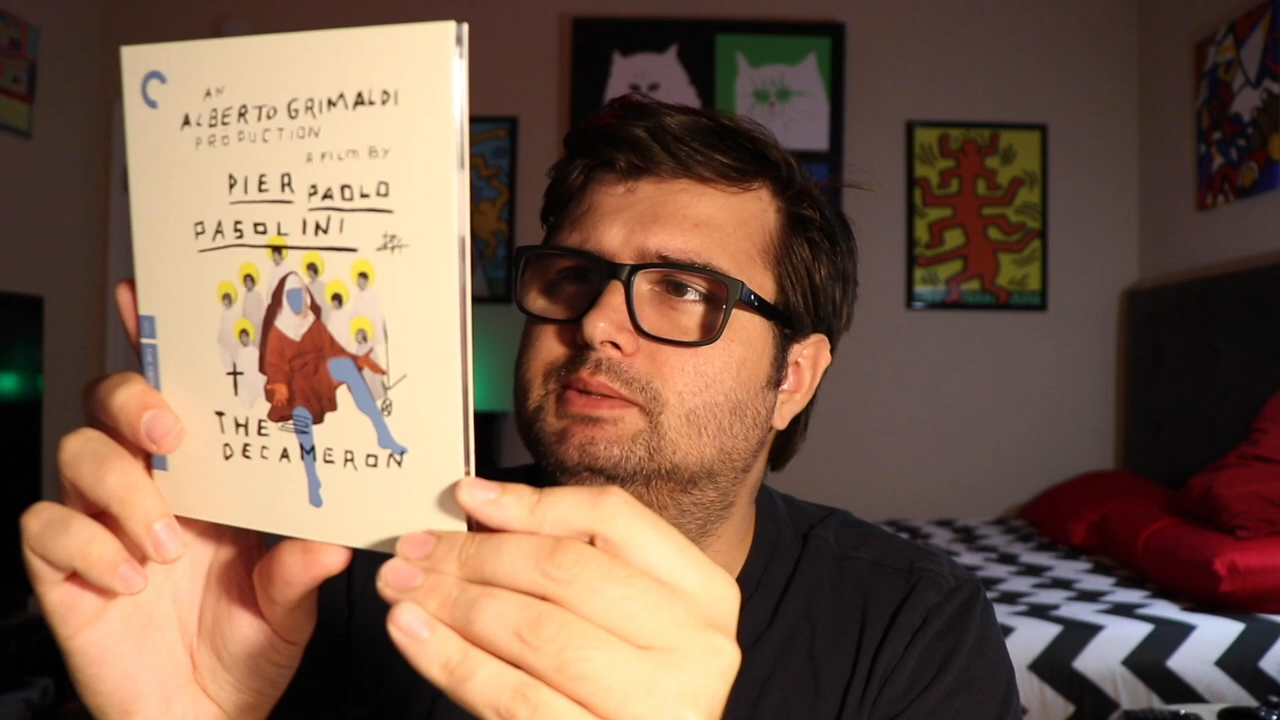 AN
ALBERTO GRIMALDI
PRODUCTION
A FILM BY
PIER PAOLO
PASOLINI
THE
DECAMERON